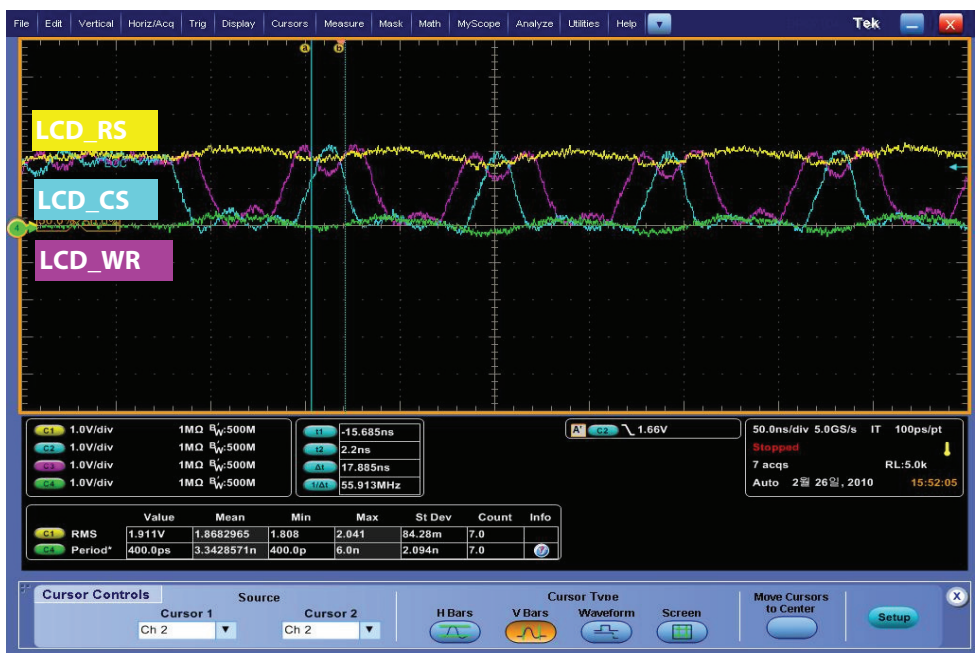 File Edit Vertical Horiz/Acq Trig Display Cursors Measure Mask Math MyScope Analyze Utilities Help Tek X
a b
LCD_RS
LCD_CS
4
LCD_WR
C1 1.0V/div 1MΩ BW:500M
C2 1.0V/div 1MΩ BW:500M
C3 1.0V/div 1MΩ BW:500M
C4 1.0V/div 1MΩ BW:500M
t1 -15.685ns
t2 2.2ns
Δt 17.885ns
1/Δt 55.913MHz
A' C2 1.66V
50.0ns/div 5.0GS/s IT 100ps/pt
Stopped
7 acqs RL:5.0k
Auto 2월 26일, 2010 15:52:05
Value Mean Min Max St Dev Count Info
C1 RMS 1.911V 1.8682965 1.808 2.041 84.28m 7.0
C4 Period* 400.0ps 3.3428571n 400.0p 6.0n 2.094n 7.0
Cursor Controls Source Cursor Type Move Cursors to Center X
Cursor 1 Cursor 2 H Bars V Bars Waveform Screen Setup
Ch 2 Ch 2